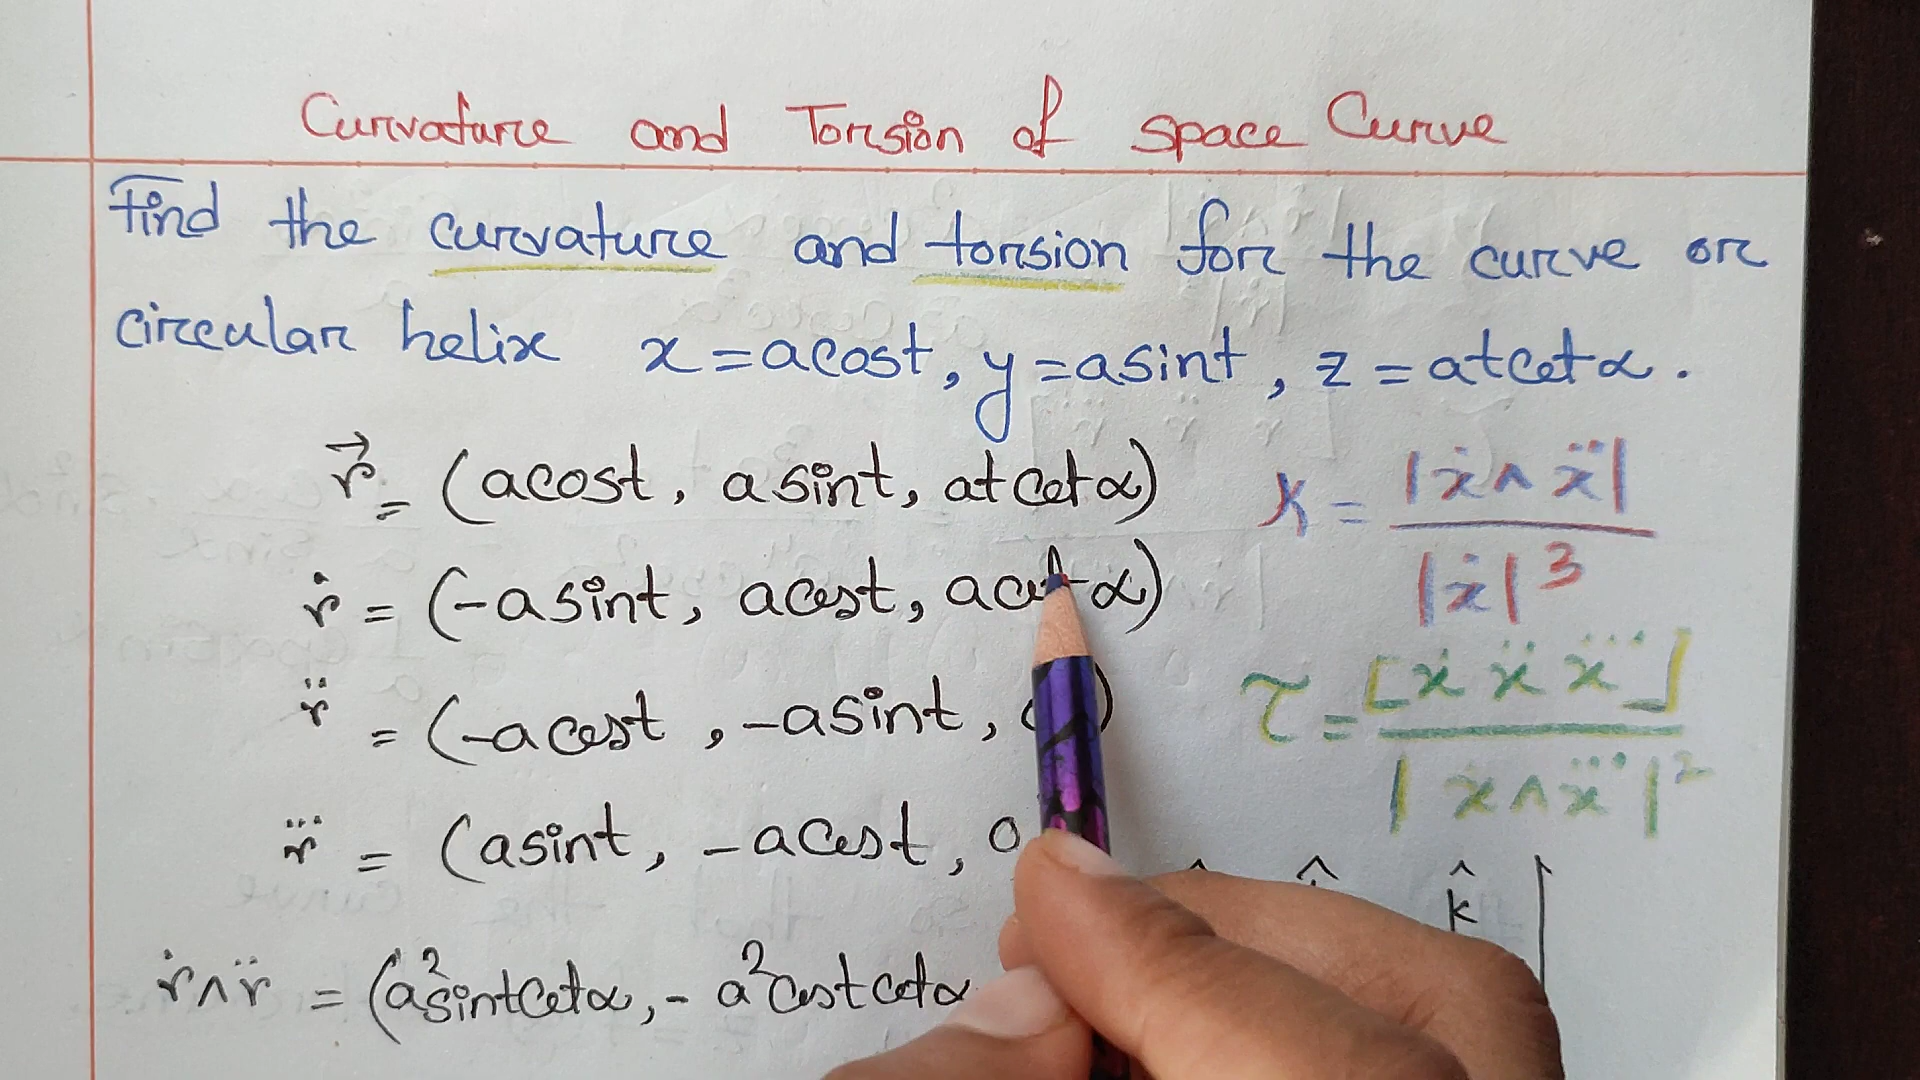 Curvature and Torsion of space Curve
Find the curvature and torsion for the curve or
circular helix x = acost, y = asint, z = atcotα.
r⃗ = (acost, asint, atcotα)
ṙ = (-asint, acost, acotα)
r̈ = (-acost, -asint, )
r⃛ = (asint, -acost, 0
ṙ∧r̈ = (a²sintcotα, - a²costcotα
κ = |ẋ∧ẍ| / |ẋ|³
τ = [ẋ ẍ x⃛] / |ẋ∧x⃛|²
k̂